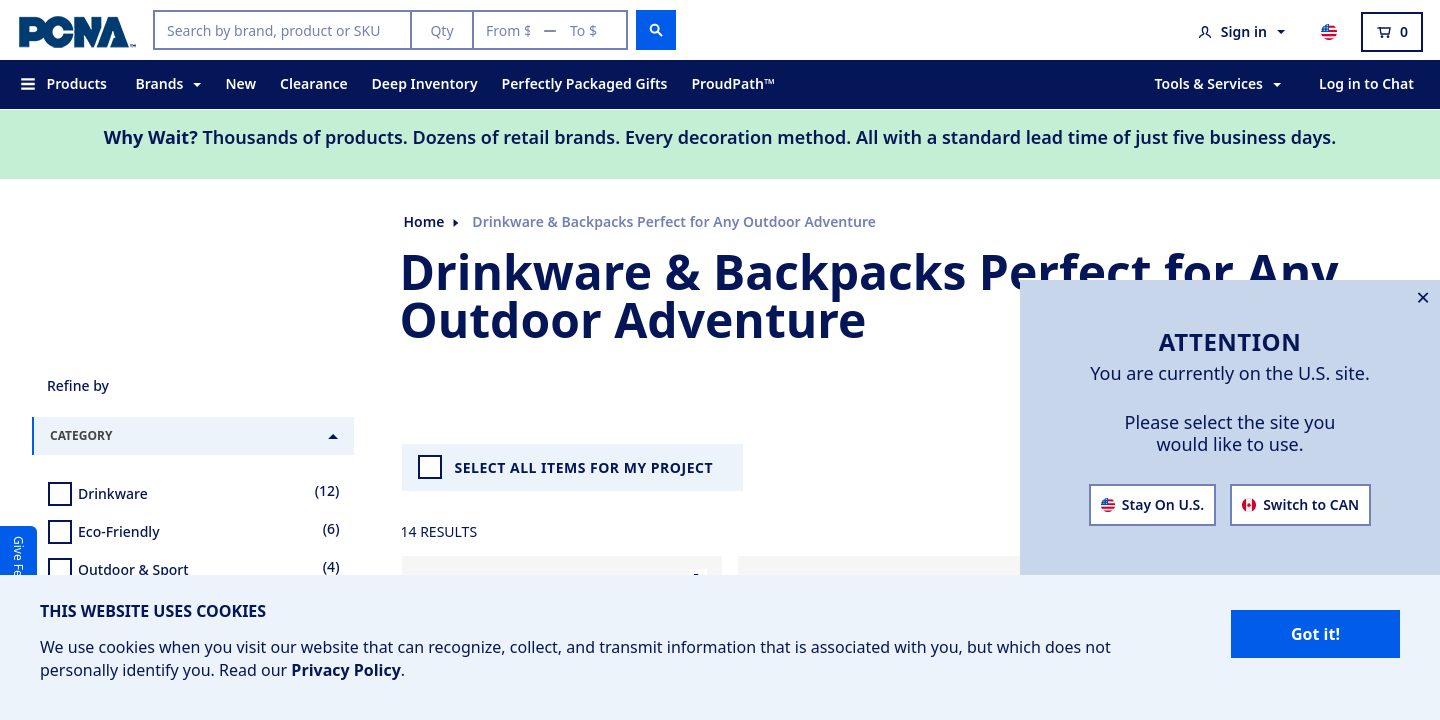 PCNA™
Search by brand, product or SKU
Qty
From $ — To $
Sign in
0
Products
Brands
New
Clearance
Deep Inventory
Perfectly Packaged Gifts
ProudPath™
Tools & Services
Log in to Chat
Why Wait? Thousands of products. Dozens of retail brands. Every decoration method. All with a standard lead time of just five business days.
Home
Drinkware & Backpacks Perfect for Any Outdoor Adventure
Drinkware & Backpacks Perfect for Any
Outdoor Adventure
Refine by
CATEGORY
Drinkware (12)
Eco-Friendly (6)
Outdoor & Sport (4)
Give Fe
SELECT ALL ITEMS FOR MY PROJECT
14 RESULTS
ATTENTION
You are currently on the U.S. site.
Please select the site you
would like to use.
Stay On U.S.
Switch to CAN
THIS WEBSITE USES COOKIES
We use cookies when you visit our website that can recognize, collect, and transmit information that is associated with you, but which does not
personally identify you. Read our Privacy Policy.
Got it!